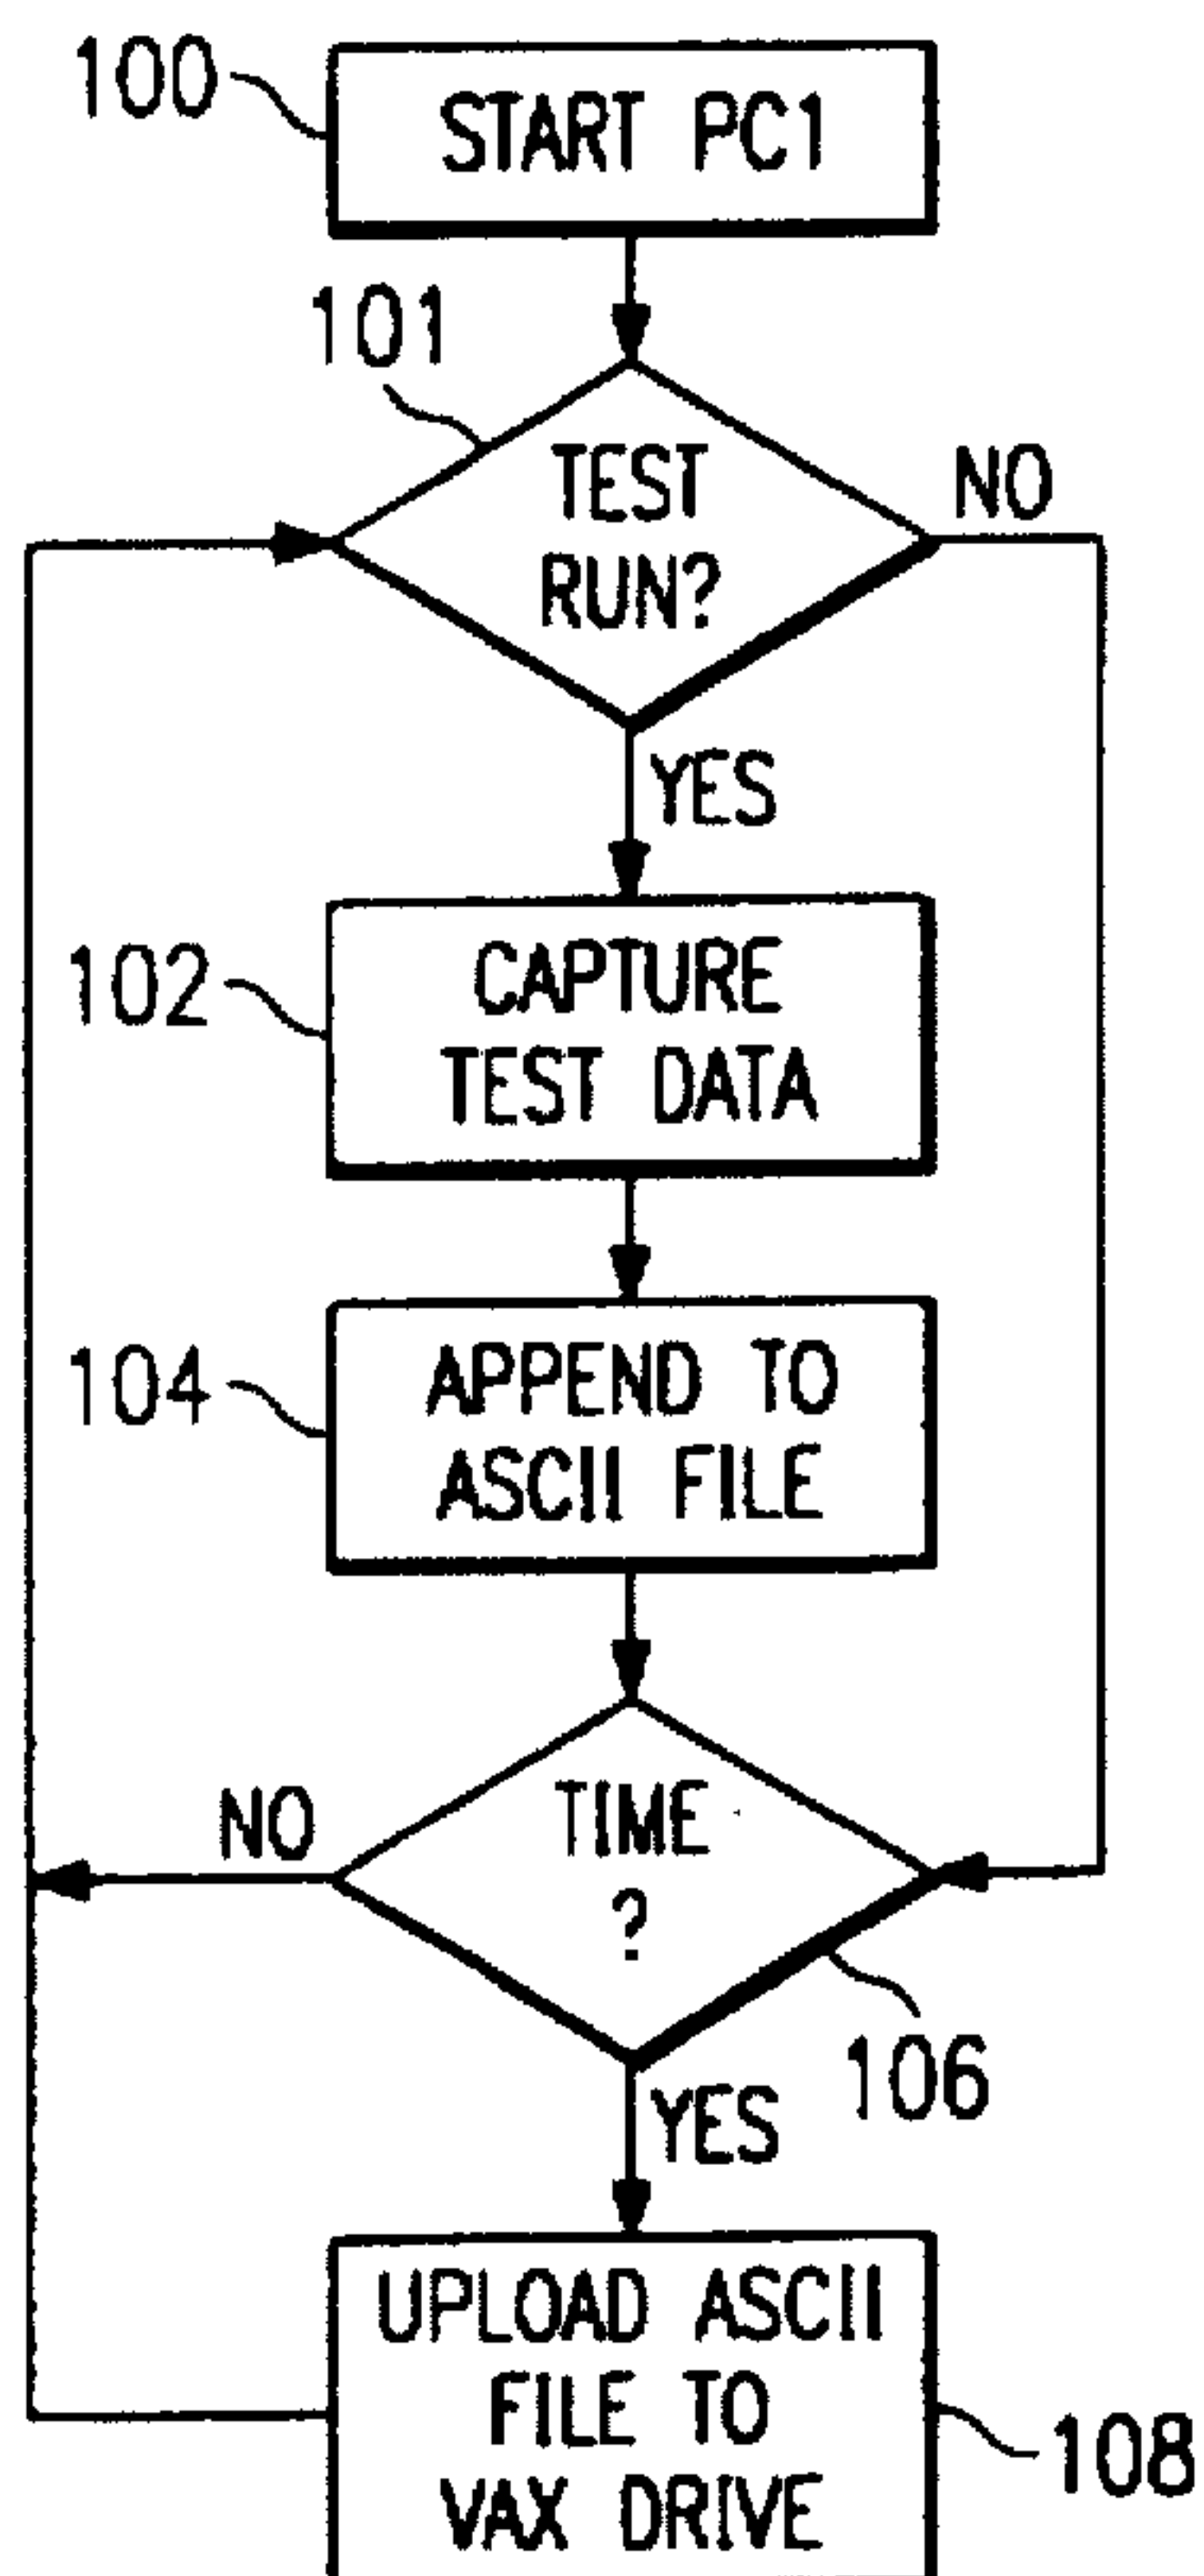 100
START PC1
101
TEST
RUN?
NO
YES
102
CAPTURE
TEST DATA
104
APPEND TO
ASCII FILE
NO
TIME
?
106
YES
UPLOAD ASCII
FILE TO
VAX DRIVE
108